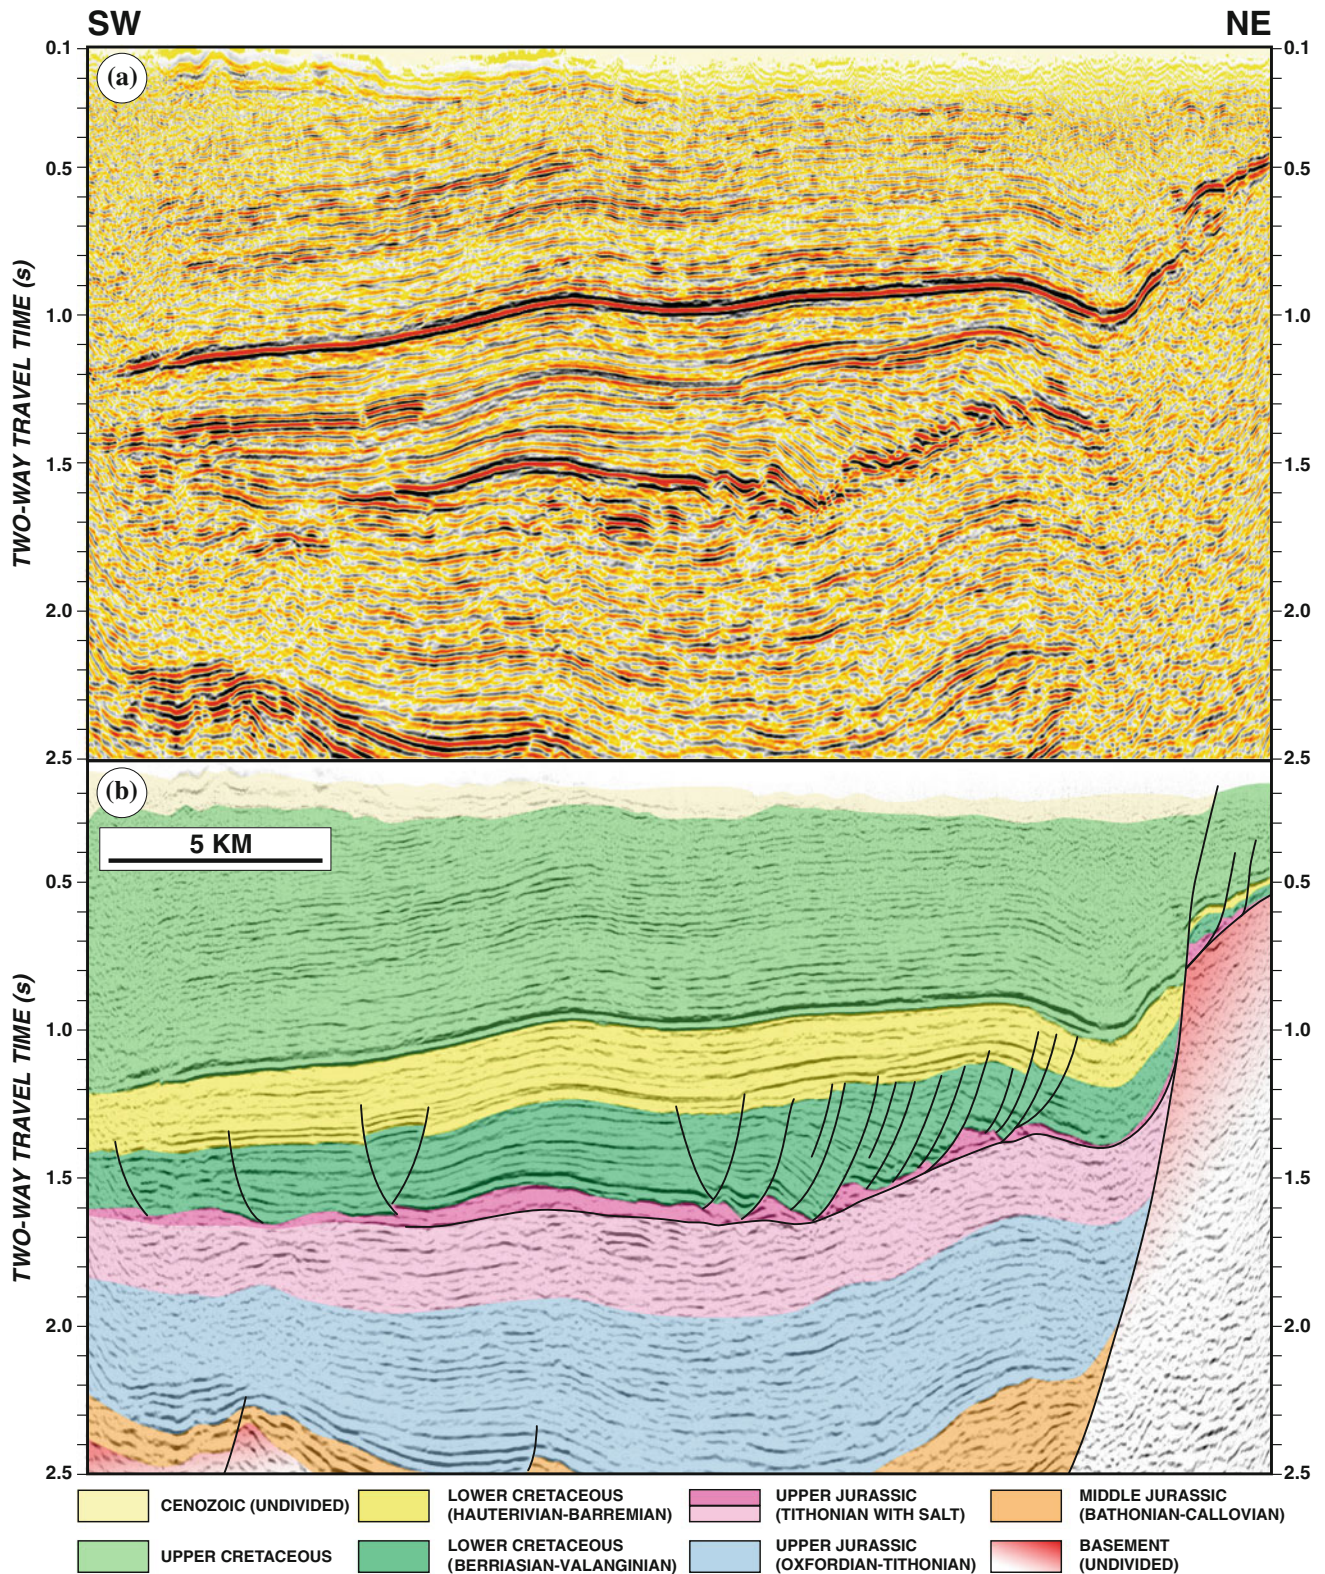 SW NE
0.1 0.1
(a)
0.5 0.5
1.0 1.0
1.5 1.5
2.0 2.0
2.5 2.5
TWO-WAY TRAVEL TIME (s)
(b)
5 KM
0.5 0.5
1.0 1.0
1.5 1.5
2.0 2.0
2.5 2.5
TWO-WAY TRAVEL TIME (s)
CENOZOIC (UNDIVIDED)
LOWER CRETACEOUS
(HAUTERIVIAN-BARREMIAN)
UPPER JURASSIC
(TITHONIAN WITH SALT)
MIDDLE JURASSIC
(BATHONIAN-CALLOVIAN)
UPPER CRETACEOUS
LOWER CRETACEOUS
(BERRIASIAN-VALANGINIAN)
UPPER JURASSIC
(OXFORDIAN-TITHONIAN)
BASEMENT
(UNDIVIDED)